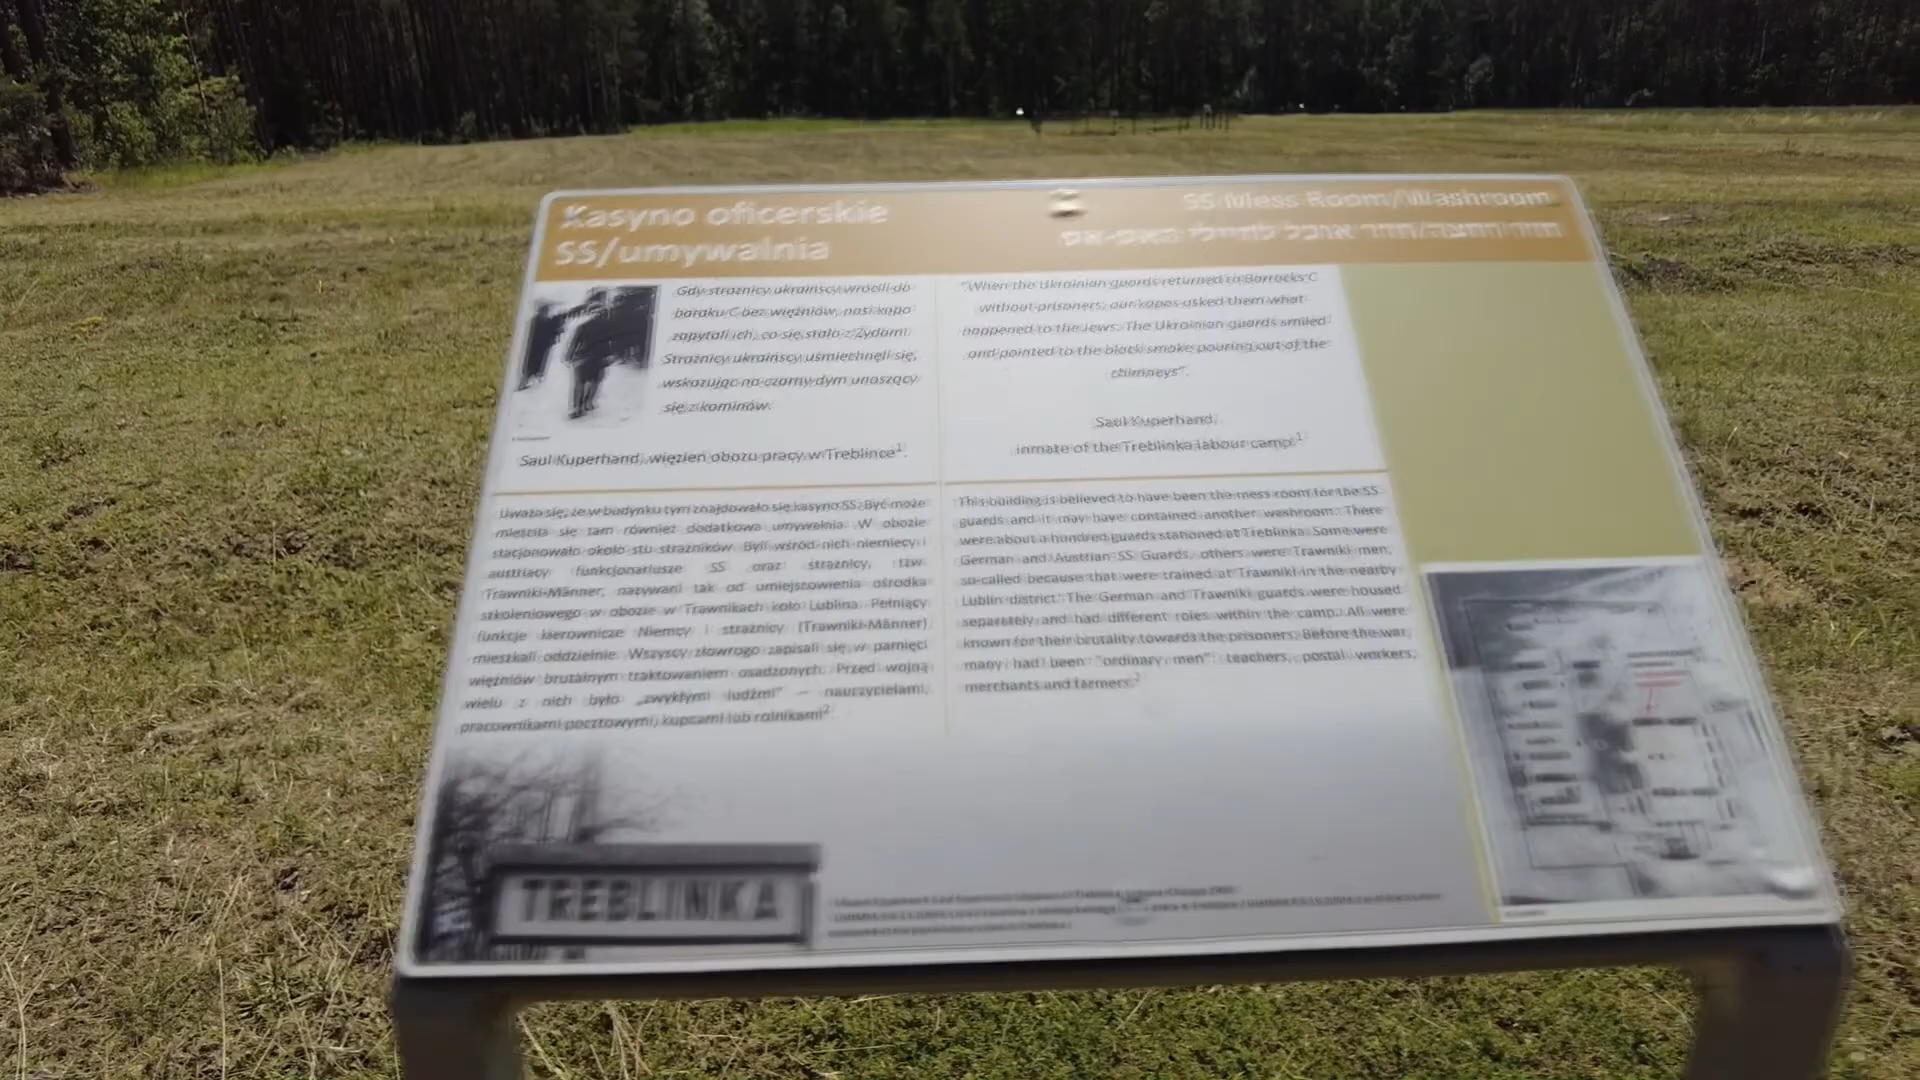 Kasyno oficerskie
SS/umywalnia
SS Mess Room/Washroom
חדר רחצה/חדר אוכל לחיילי האס-אס
Gdy strażnicy ukraińscy wrócili do
baraku C bez więźniów, nasi kapo
zapytali ich, co się stało z Żydami.
Strażnicy ukraińscy uśmiechnęli się,
wskazując na czarny dym unoszący
się z kominów.
Saul Kuperhand, więzień obozu pracy w Treblince¹.
"When the Ukrainian guards returned to Barracks C
without prisoners, our kapos asked them what
happened to the Jews. The Ukrainian guards smiled
and pointed to the black smoke pouring out of the
chimneys".
Saul Kuperhand,
inmate of the Treblinka labour camp.¹
Uważa się, że w budynku tym znajdowało się kasyno SS. Być może
mieściła się tam również dodatkowa umywalnia. W obozie
stacjonowało około stu strażników. Byli wśród nich niemieccy i
austriaccy funkcjonariusze SS oraz strażnicy, tzw.
Trawniki-Männer, nazywani tak od umiejscowienia ośrodka
szkoleniowego w obozie w Trawnikach koło Lublina. Pełniący
funkcje kierownicze Niemcy i strażnicy (Trawniki-Männer)
mieszkali oddzielnie. Wszyscy złowrogo zapisali się w pamięci
więźniów brutalnym traktowaniem osadzonych. Przed wojną
wielu z nich było „zwykłymi ludźmi” – nauczycielami,
pracownikami pocztowymi, kupcami lub rolnikami².
This building is believed to have been the mess room for the SS
guards and it may have contained another washroom. There
were about a hundred guards stationed at Treblinka. Some were
German and Austrian SS Guards, others were Trawniki men,
so-called because that were trained at Trawniki in the nearby
Lublin district. The German and Trawniki guards were housed
separately and had different roles within the camp. All were
known for their brutality towards the prisoners. Before the war,
many had been "ordinary men": teachers, postal workers,
merchants and farmers.²
TREBLINKA